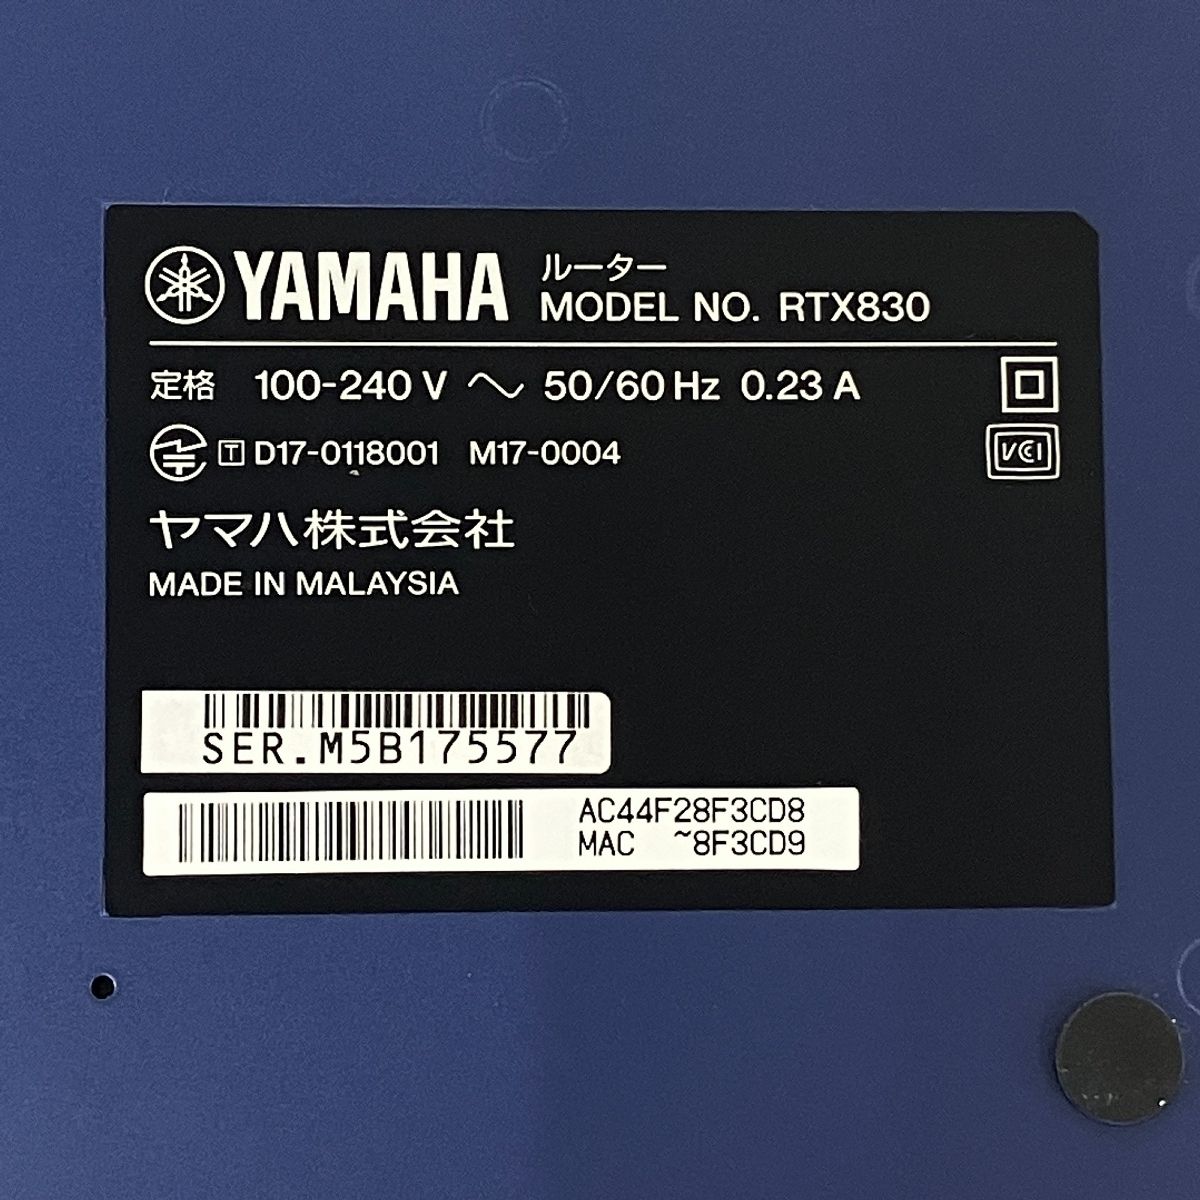 YAMAHA
ルーター
MODEL NO. RTX830
定格 100-240 V 〜 50/60 Hz 0.23 A
T D17-0118001 M17-0004
VCI
ヤマハ株式会社
MADE IN MALAYSIA
SER.M5B175577
AC44F28F3CD8
MAC ~8F3CD9